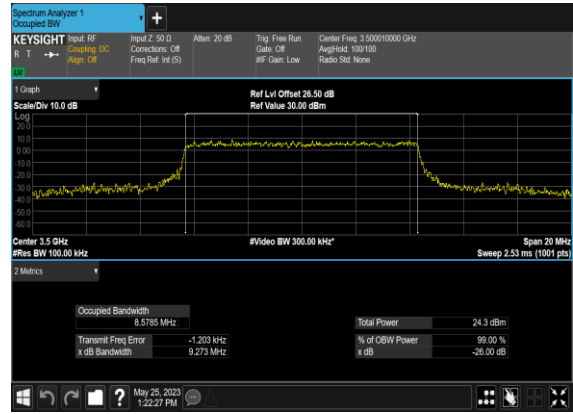 Spectrum Analyzer 1
Occupied BW
+
KEYSIGHT Input: RF Input Z: 50 Ω Atten: 20 dB Trig: Free Run Center Freq: 3.500010000 GHz
R T Coupling: DC Corrections: Off Gate: Off Avg|Hold: 100/100
Align: Off Freq Ref: Int (S) #IF Gain: Low Radio Std: None
1 Graph
Ref Lvl Offset 26.50 dB
Scale/Div 10.0 dB Ref Value 30.00 dBm
Log
20.0
10.0
0.00
-10.0
-20.0
-30.0
-40.0
-50.0
-60.0
Center 3.5 GHz #Video BW 300.00 kHz* Span 20 MHz
#Res BW 100.00 kHz Sweep 2.53 ms (1001 pts)
2 Metrics
Occupied Bandwidth
8.5785 MHz Total Power 24.3 dBm
Transmit Freq Error -1.203 kHz % of OBW Power 99.00 %
x dB Bandwidth 9.273 MHz x dB -26.00 dB
? May 25, 2023
1:22:27 PM